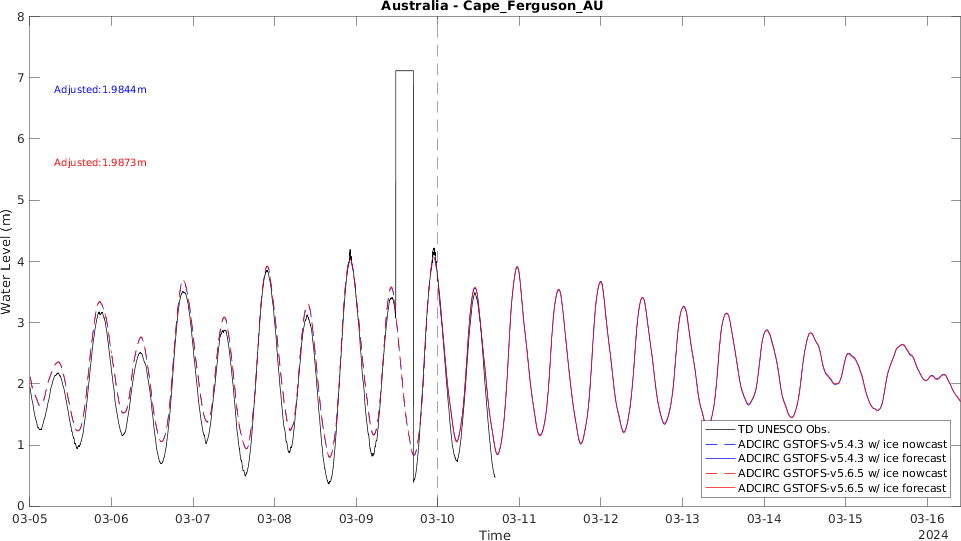 Australia - Cape_Ferguson_AU
8
7
6
5
4
3
2
1
0
Water Level (m)
Adjusted:1.9844m
Adjusted:1.9873m
TD UNESCO Obs.
ADCIRC GSTOFS-v5.4.3 w/ ice nowcast
ADCIRC GSTOFS-v5.4.3 w/ ice forecast
ADCIRC GSTOFS-v5.6.5 w/ ice nowcast
ADCIRC GSTOFS-v5.6.5 w/ ice forecast
03-05 03-06 03-07 03-08 03-09 03-10 03-11 03-12 03-13 03-14 03-15 03-16
Time
2024